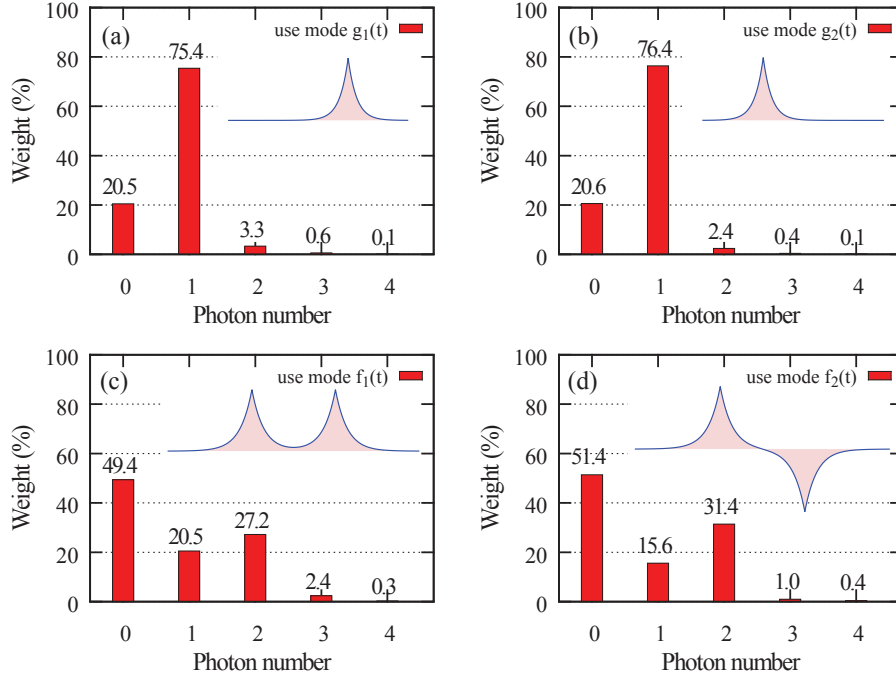 (a)
use mode g1(t)
Weight (%)
100
80
60
40
20
0
20.5
75.4
3.3
0.6
0.1
0 1 2 3 4
Photon number
(b)
use mode g2(t)
Weight (%)
100
80
60
40
20
0
20.6
76.4
2.4
0.4
0.1
0 1 2 3 4
Photon number
(c)
use mode f1(t)
Weight (%)
100
80
60
40
20
0
49.4
20.5
27.2
2.4
0.3
0 1 2 3 4
Photon number
(d)
use mode f2(t)
Weight (%)
100
80
60
40
20
0
51.4
15.6
31.4
1.0
0.4
0 1 2 3 4
Photon number